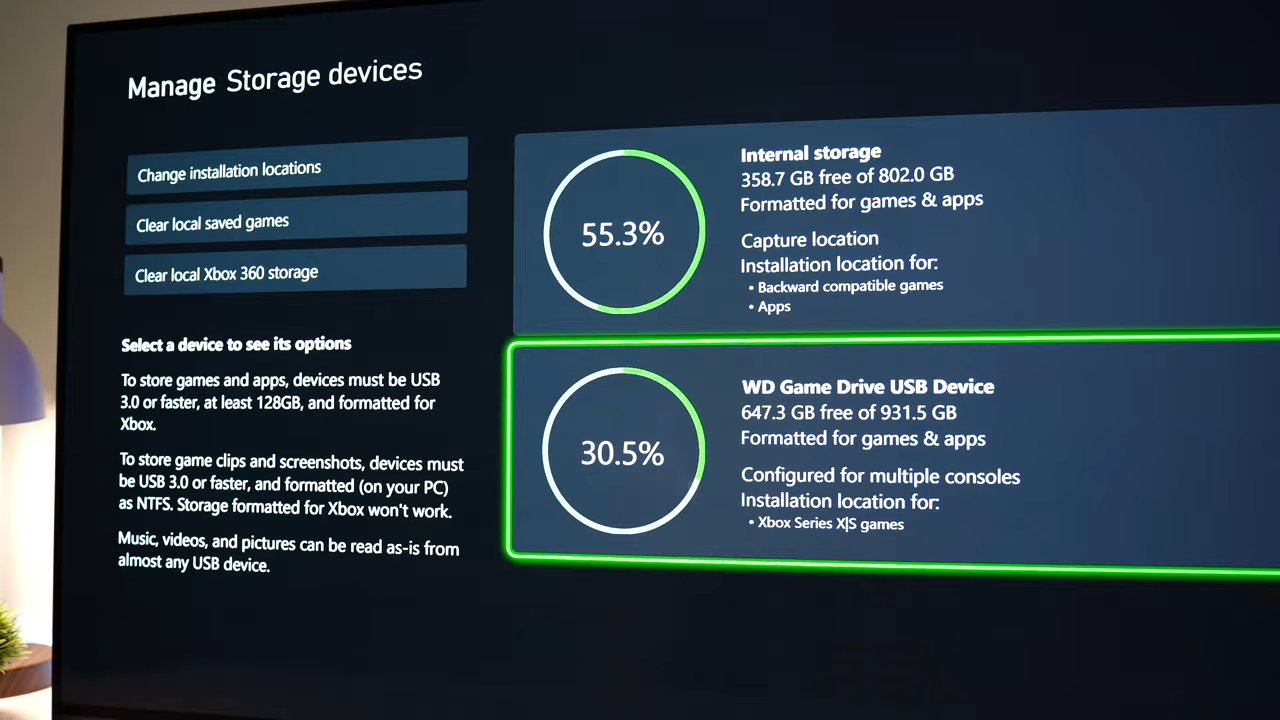 Manage Storage devices
Change installation locations
Clear local saved games
Clear local Xbox 360 storage
Select a device to see its options
To store games and apps, devices must be USB
3.0 or faster, at least 128GB, and formatted for
Xbox.
To store game clips and screenshots, devices must
be USB 3.0 or faster, and formatted (on your PC)
as NTFS. Storage formatted for Xbox won't work.
Music, videos, and pictures can be read as-is from
almost any USB device.
55.3%
Internal storage
358.7 GB free of 802.0 GB
Formatted for games & apps
Capture location
Installation location for:
• Backward compatible games
• Apps
30.5%
WD Game Drive USB Device
647.3 GB free of 931.5 GB
Formatted for games & apps
Configured for multiple consoles
Installation location for:
• Xbox Series X|S games